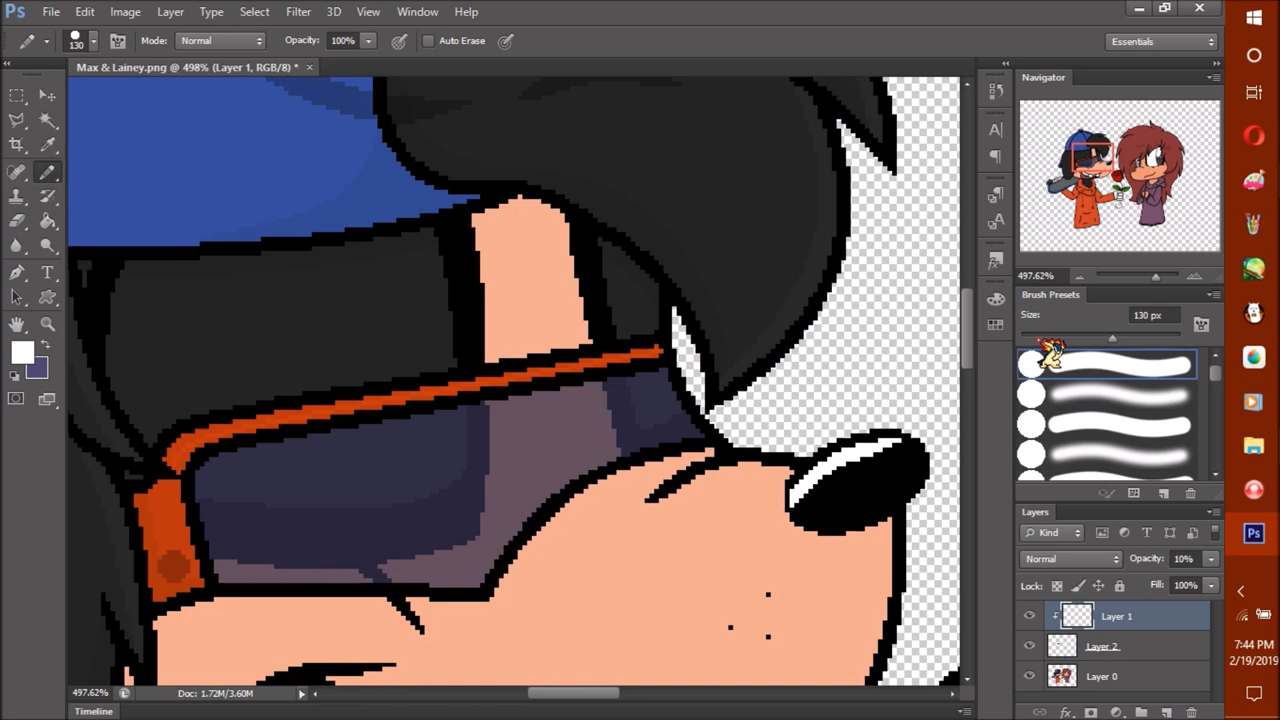 Ps File Edit Image Layer Type Select Filter 3D View Window Help
130 Mode: Normal Opacity: 100% Auto Erase Essentials
Max & Lainey.png @ 498% (Layer 1, RGB/8) * ×
Navigator
497.62%
Brush Presets
Size: 130 px
Layers
Kind
Normal Opacity: 10%
Lock: Fill: 100%
Layer 1
Layer 2
Layer 0
497.62% Doc: 1.72M/3.60M
Timeline
Ps
7:44 PM
2/19/2019